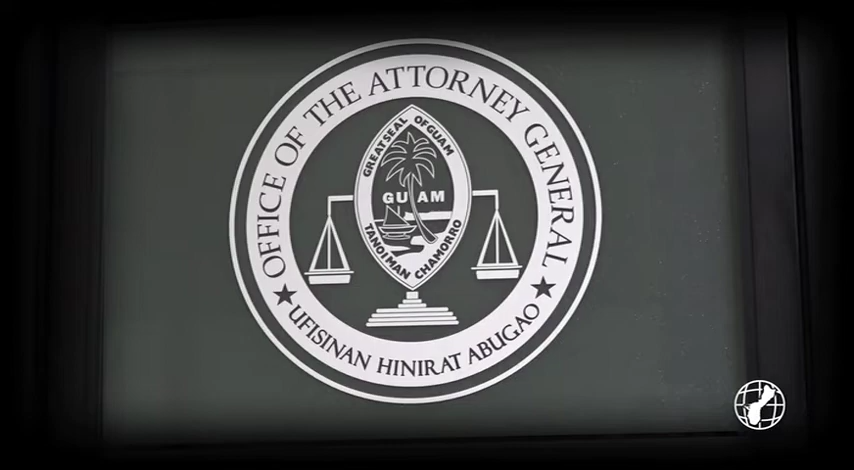 OFFICE OF THE ATTORNEY GENERAL
GREAT SEAL OF GUAM
GUAM
TANO I MAN CHAMORRO
★ UFISINAN HINIRAT ABUGAO ★